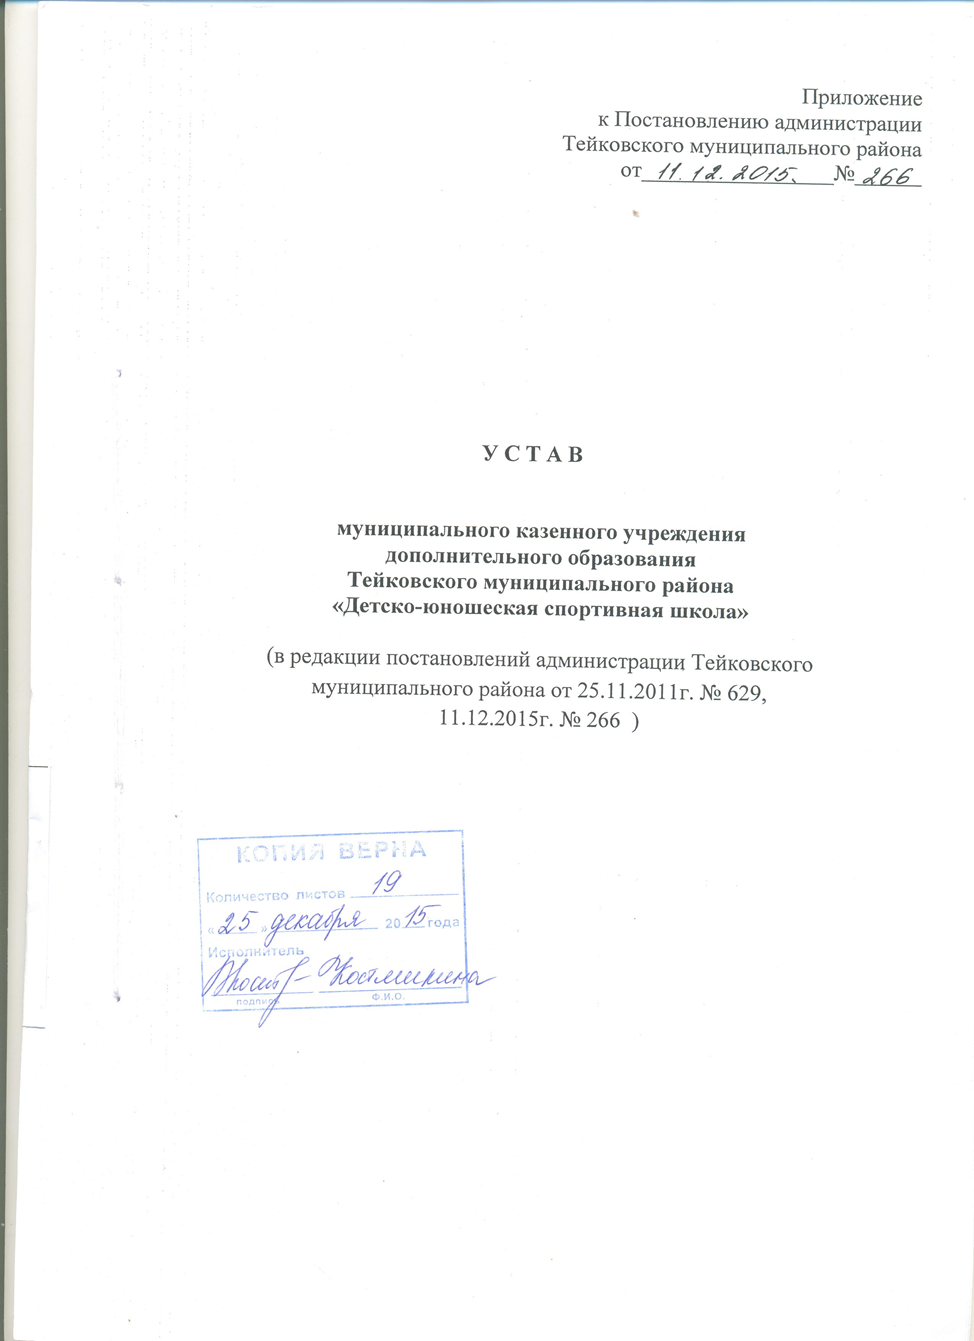 Приложение
к Постановлению администрации
Тейковского муниципального района
от 11.12.2015. № 266
У С Т А В
муниципального казенного учреждения
дополнительного образования
Тейковского муниципального района
«Детско-юношеская спортивная школа»
(в редакции постановлений администрации Тейковского
муниципального района от 25.11.2011г. № 629,
11.12.2015г. № 266 )
КОПИЯ ВЕРНА
Количество листов 19
«25» декабря 2015 года
Исполнитель
подпись Ф.И.О.